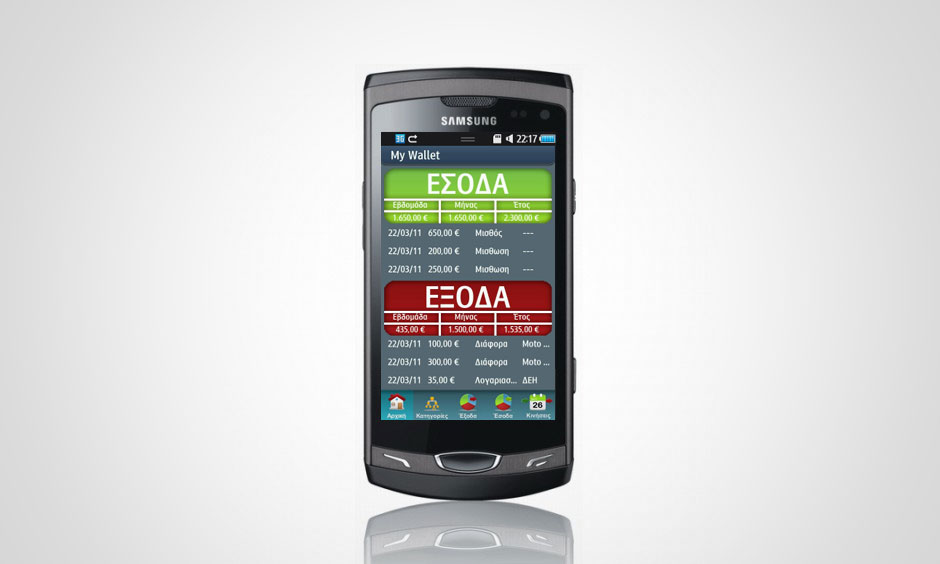 SAMSUNG
3G 22:17
My Wallet
ΕΣΟΔΑ
Εβδομάδα Μήνας Έτος
1.650,00 € 1.650,00 € 2.300,00 €
22/03/11 650,00 € Μισθός ---
22/03/11 200,00 € Μισθωση ---
22/03/11 250,00 € Μισθωση ---
ΕΞΟΔΑ
Εβδομάδα Μήνας Έτος
435,00 € 1.500,00 € 1.535,00 €
22/03/11 100,00 € Διάφορα Moto ...
22/03/11 300,00 € Διάφορα Moto ...
22/03/11 35,00 € Λογαριασ... ΔΕΗ
26
Αρχική Κατηγορίες Έξοδα Έσοδα Κινήσεις